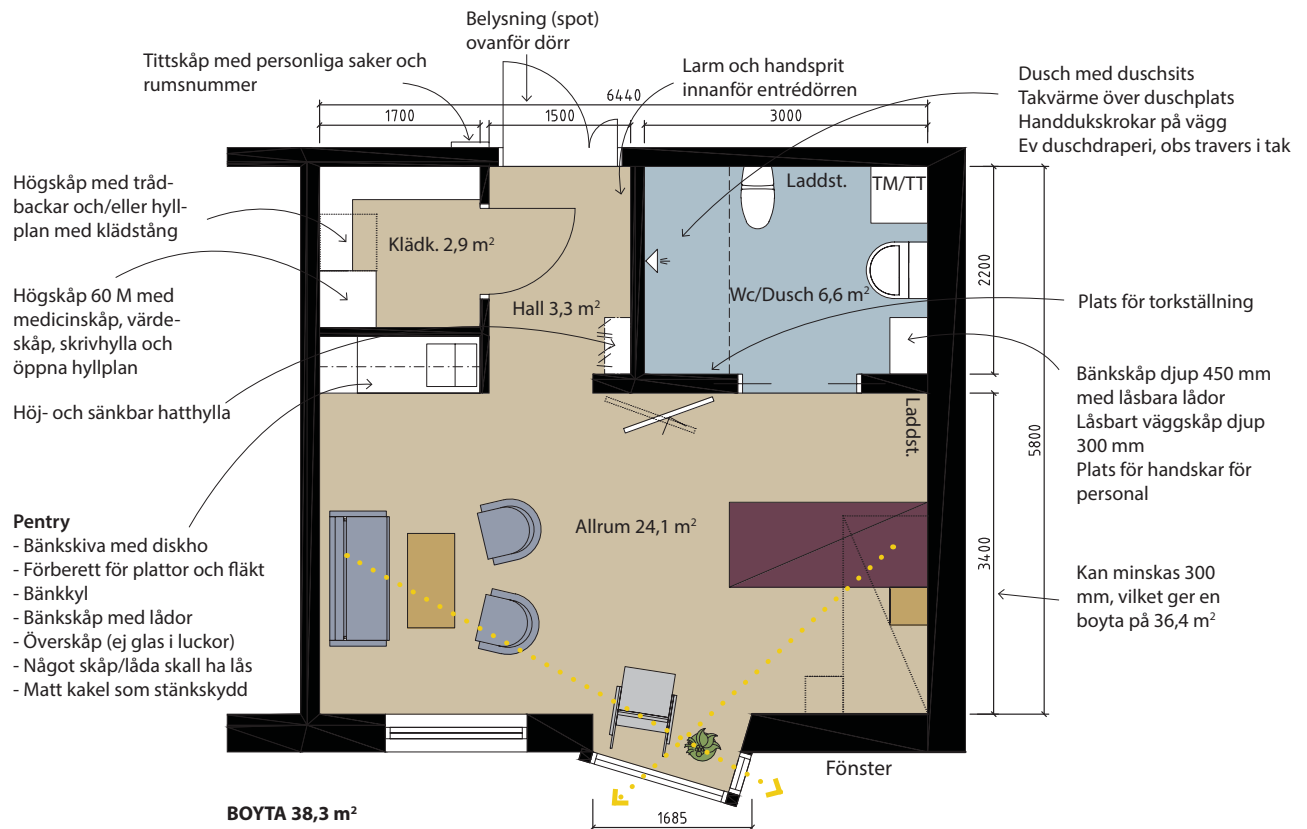 Belysning (spot)
ovanför dörr
Tittskåp med personliga saker och
rumsnummer
Larm och handsprit
innanför entrédörren
Dusch med duschsits
Takvärme över duschplats
Handdukskrokar på vägg
Ev duschdraperi, obs travers i tak
6440
1700
1500
3000
Högskåp med tråd-
backar och/eller hyll-
plan med klädstång
Högskåp 60 M med
medicinskåp, värde-
skåp, skrivhylla och
öppna hyllplan
Höj- och sänkbar hatthylla
Pentry
- Bänkskiva med diskho
- Förberett för plattor och fläkt
- Bänkkyl
- Bänkskåp med lådor
- Överskåp (ej glas i luckor)
- Något skåp/låda skall ha lås
- Matt kakel som stänkskydd
Klädk. 2,9 m²
Hall 3,3 m²
Laddst.
TM/TT
Wc/Dusch 6,6 m²
Laddst.
Allrum 24,1 m²
2200
5800
3400
Plats för torkställning
Bänkskåp djup 450 mm
med låsbara lådor
Låsbart väggskåp djup
300 mm
Plats för handskar för
personal
Kan minskas 300
mm, vilket ger en
boyta på 36,4 m²
Fönster
BOYTA 38,3 m²
1685